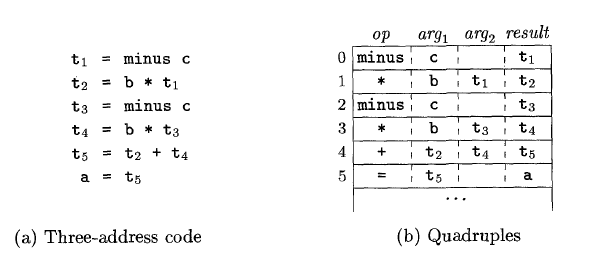 t₁ = minus c
t₂ = b * t₁
t₃ = minus c
t₄ = b * t₃
t₅ = t₂ + t₄
a = t₅
(a) Three-address code
op arg₁ arg₂ result
0 minus c t₁
1 * b t₁ t₂
2 minus c t₃
3 * b t₃ t₄
4 + t₂ t₄ t₅
5 = t₅ a
...
(b) Quadruples